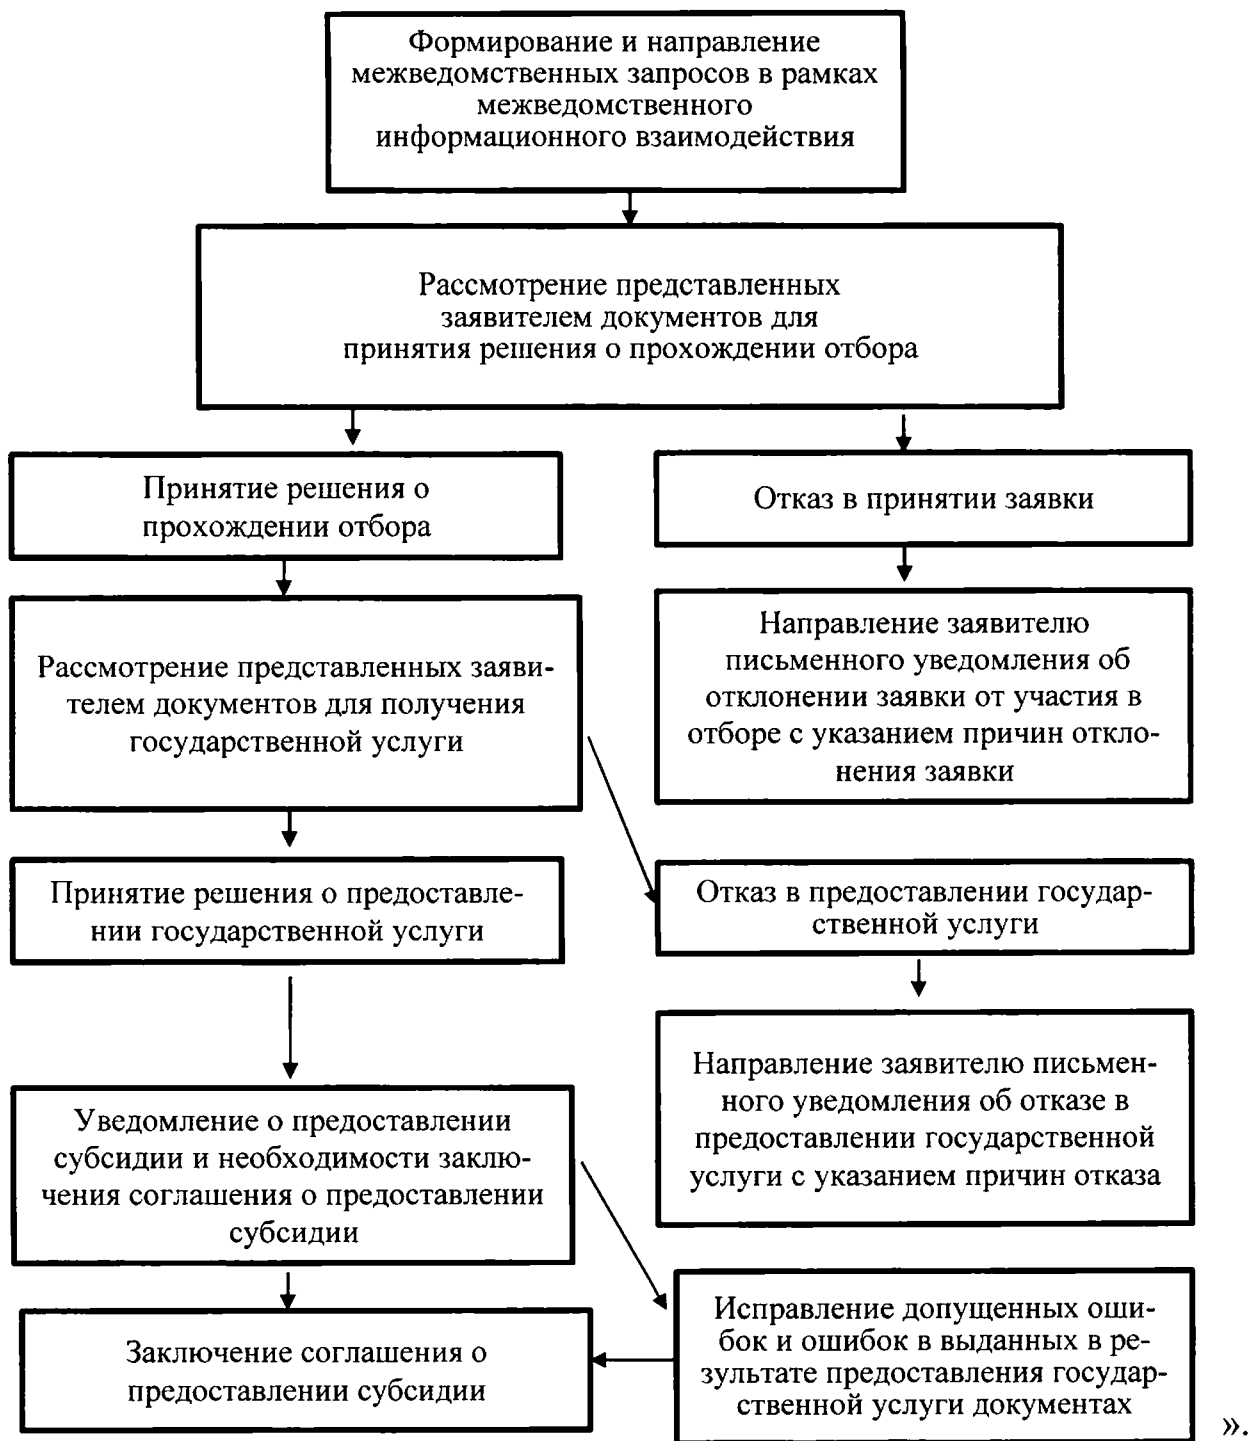 Формирование и направление
межведомственных запросов в рамках
межведомственного
информационного взаимодействия
Рассмотрение представленных
заявителем документов для
принятия решения о прохождении отбора
Принятие решения о
прохождении отбора
Отказ в принятии заявки
Рассмотрение представленных заяви-
телем документов для получения
государственной услуги
Направление заявителю
письменного уведомления об
отклонении заявки от участия в
отборе с указанием причин откло-
нения заявки
Принятие решения о предоставле-
нии государственной услуги
Отказ в предоставлении государ-
ственной услуги
Направление заявителю письмен-
ного уведомления об отказе в
предоставлении государственной
услуги с указанием причин отказа
Уведомление о предоставлении
субсидии и необходимости заклю-
чения соглашения о предоставлении
субсидии
Исправление допущенных оши-
бок и ошибок в выданных в ре-
зультате предоставления государ-
ственной услуги документах
Заключение соглашения о
предоставлении субсидии
».